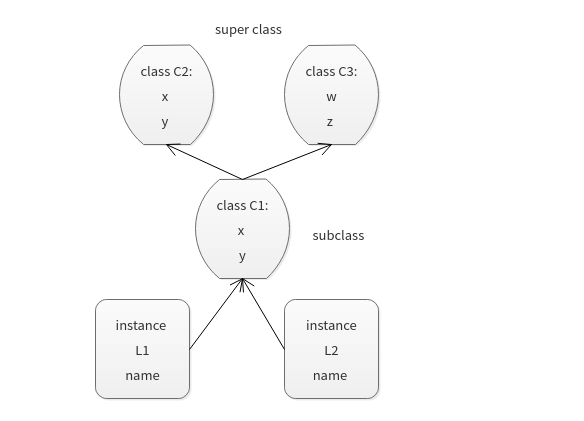 super class
class C2:
x
y
class C3:
w
z
class C1:
x
y
subclass
instance
L1
name
instance
L2
name